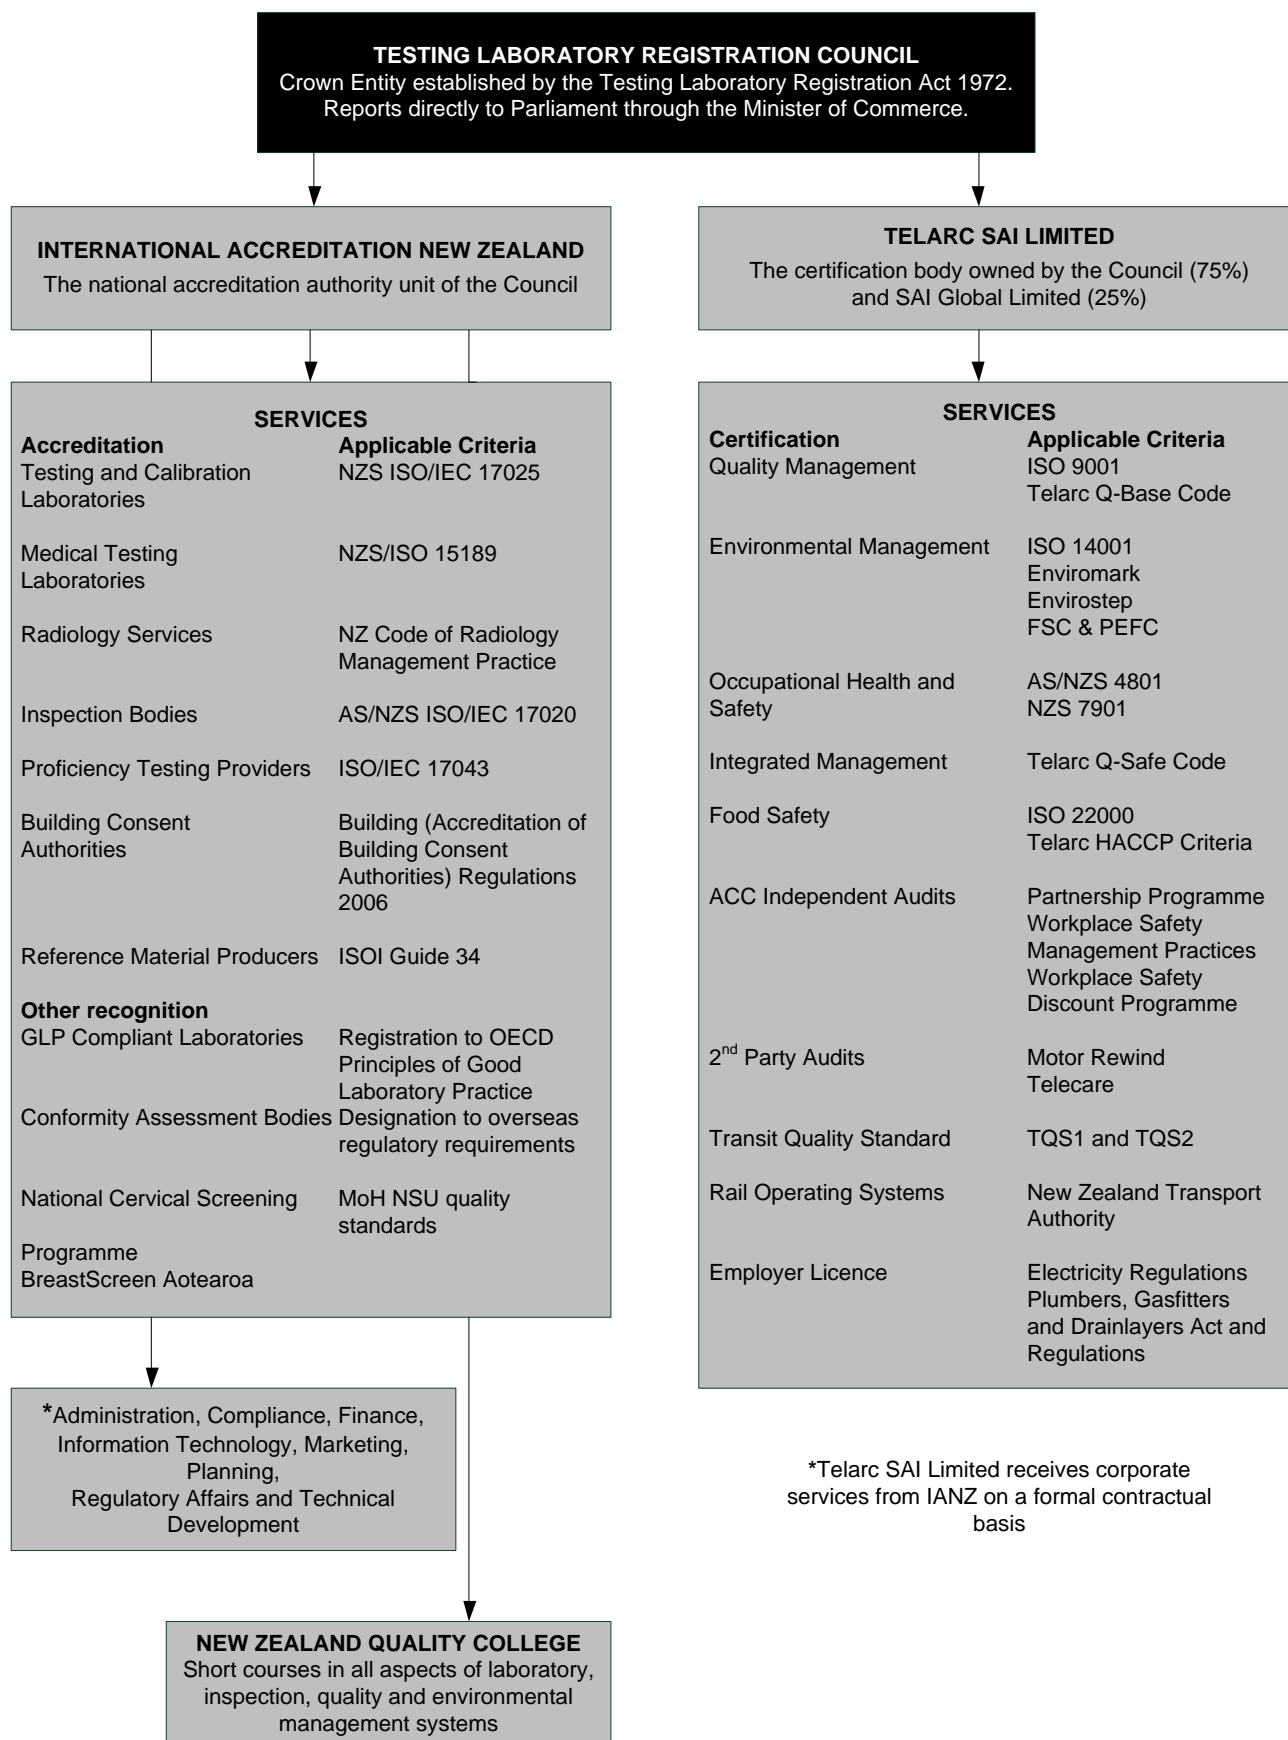 TESTING LABORATORY REGISTRATION COUNCIL
Crown Entity established by the Testing Laboratory Registration Act 1972.
Reports directly to Parliament through the Minister of Commerce.
INTERNATIONAL ACCREDITATION NEW ZEALAND
The national accreditation authority unit of the Council
TELARC SAI LIMITED
The certification body owned by the Council (75%)
and SAI Global Limited (25%)
SERVICES
Accreditation Applicable Criteria
Testing and Calibration NZS ISO/IEC 17025
Laboratories
Medical Testing NZS/ISO 15189
Laboratories
Radiology Services NZ Code of Radiology
Management Practice
Inspection Bodies AS/NZS ISO/IEC 17020
Proficiency Testing Providers ISO/IEC 17043
Building Consent Building (Accreditation of
Authorities Building Consent
Authorities) Regulations
2006
Reference Material Producers ISOI Guide 34
Other recognition
GLP Compliant Laboratories Registration to OECD
Principles of Good
Laboratory Practice
Conformity Assessment Bodies Designation to overseas
regulatory requirements
National Cervical Screening MoH NSU quality
standards
Programme
BreastScreen Aotearoa
SERVICES
Certification Applicable Criteria
Quality Management ISO 9001
Telarc Q-Base Code
Environmental Management ISO 14001
Enviromark
Envirostep
FSC & PEFC
Occupational Health and AS/NZS 4801
Safety NZS 7901
Integrated Management Telarc Q-Safe Code
Food Safety ISO 22000
Telarc HACCP Criteria
ACC Independent Audits Partnership Programme
Workplace Safety
Management Practices
Workplace Safety
Discount Programme
2nd Party Audits Motor Rewind
Telecare
Transit Quality Standard TQS1 and TQS2
Rail Operating Systems New Zealand Transport
Authority
Employer Licence Electricity Regulations
Plumbers, Gasfitters
and Drainlayers Act and
Regulations
*Administration, Compliance, Finance,
Information Technology, Marketing,
Planning,
Regulatory Affairs and Technical
Development
*Telarc SAI Limited receives corporate
services from IANZ on a formal contractual
basis
NEW ZEALAND QUALITY COLLEGE
Short courses in all aspects of laboratory,
inspection, quality and environmental
management systems